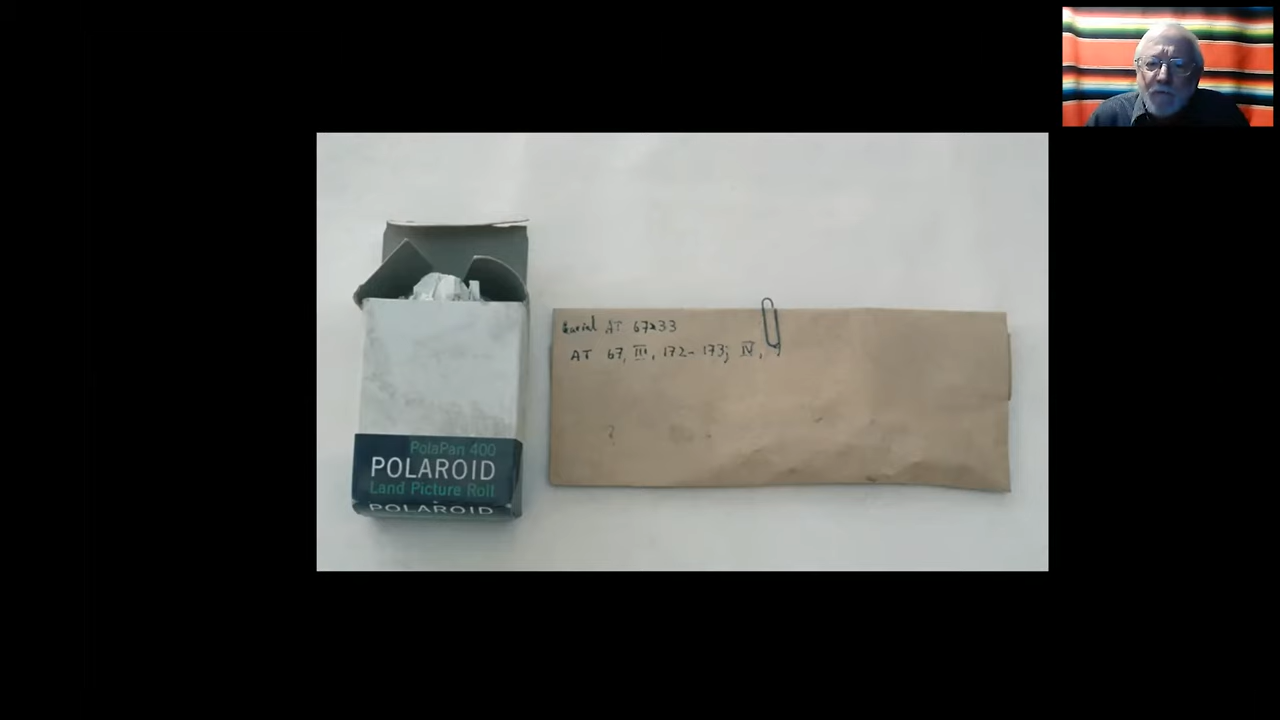 PolaPan 400
POLAROID
Land Picture Roll
POLAROID
burial AT 67-33
AT 67, III, 172-173; IV,